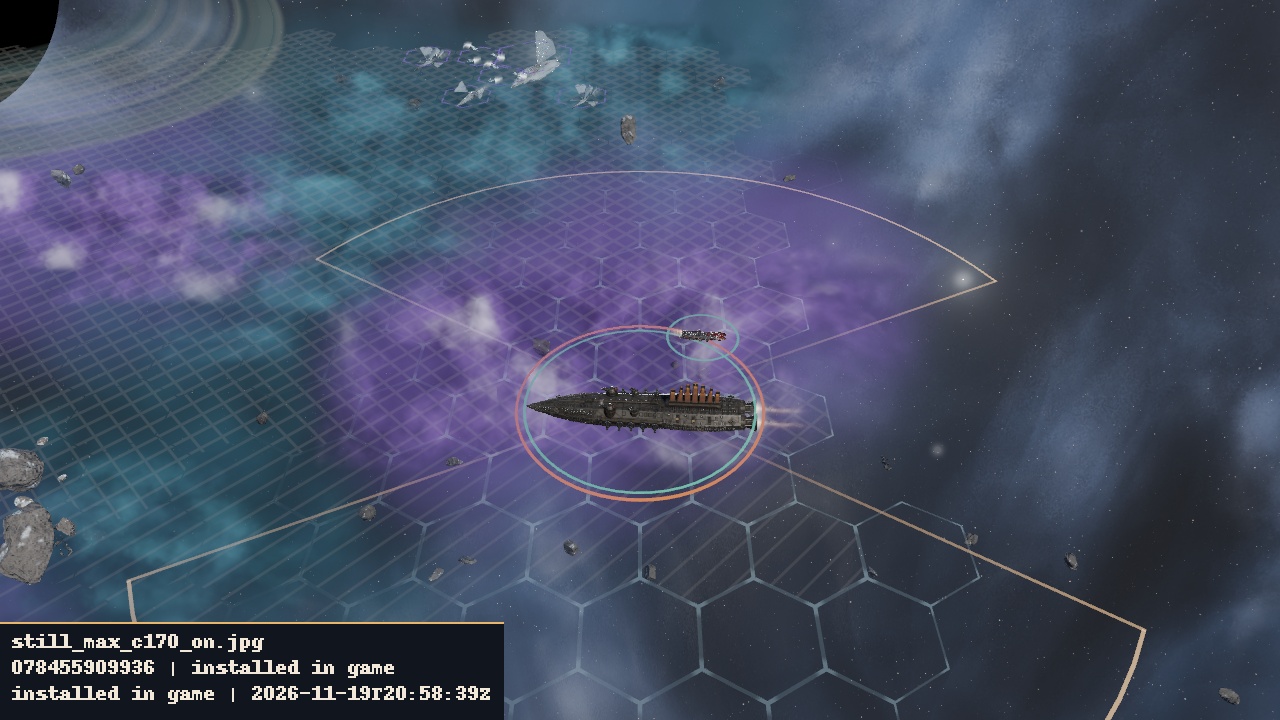 still_max_c170_on.jpg
078455909936 | installed in game
installed in game | 2026-11-19T20:58:39Z